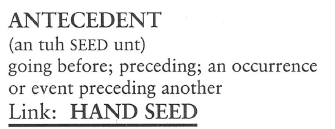 ANTECEDENT
(an tuh SEED unt)
going before; preceding; an occurrence
or event preceding another
Link: HAND SEED